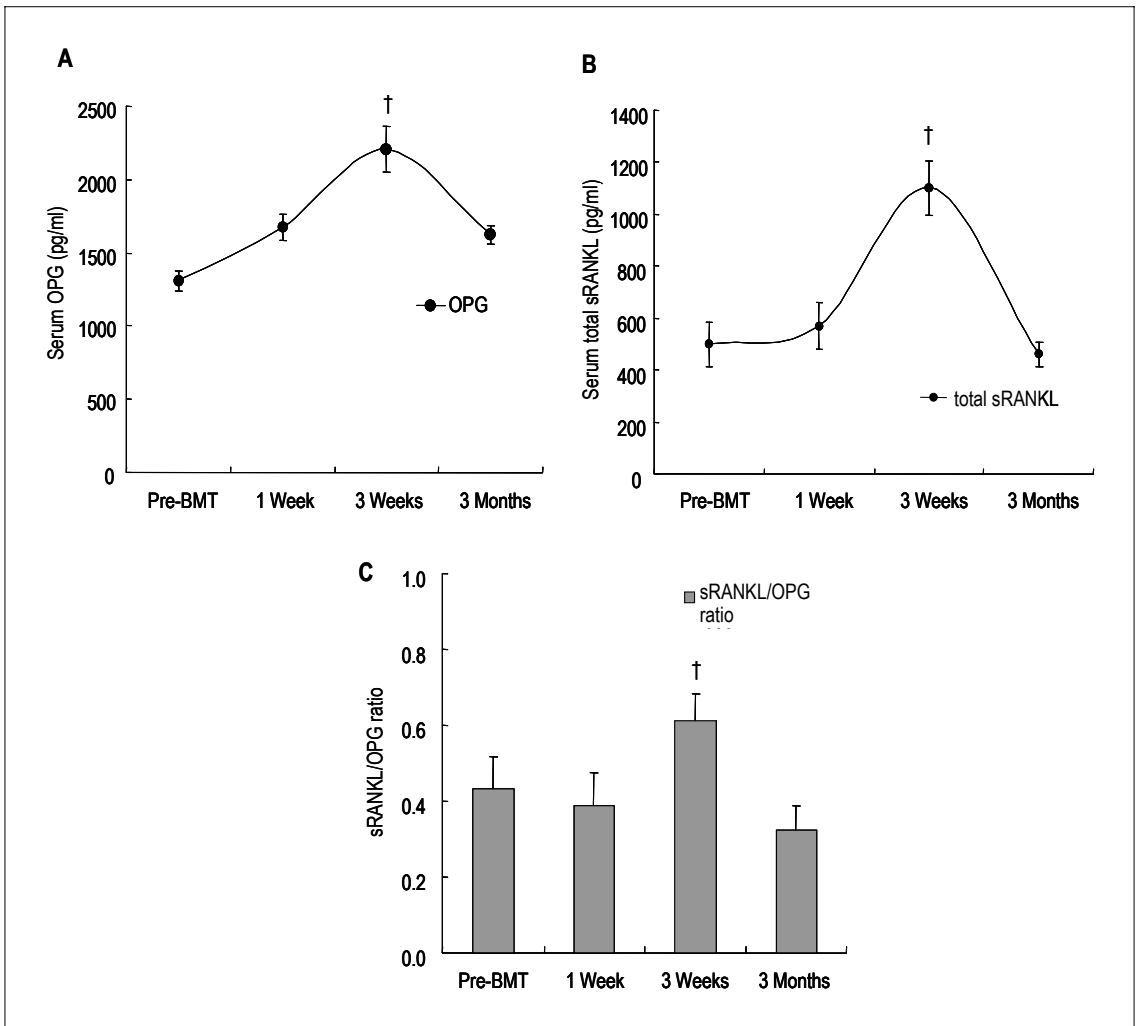 A
†
2500
2000
1500
1000
500
0
Serum OPG (pg/ml)
OPG
Pre-BMT 1 Week 3 Weeks 3 Months
B
†
1400
1200
1000
800
600
400
200
0
Serum total sRANKL (pg/ml)
total sRANKL
Pre-BMT 1 Week 3 Weeks 3 Months
C
1.0
0.8
0.6
0.4
0.2
0.0
sRANKL/OPG ratio
sRANKL/OPG
ratio
†
Pre-BMT 1 Week 3 Weeks 3 Months